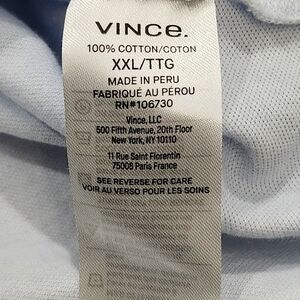 VINCE.
100% COTTON/COTON
XXL/TTG
MADE IN PERU
FABRIQUÉ AU PÉROU
RN#106730
Vince, LLC
500 Fifth Avenue, 20th Floor
New York, NY 10110
11 Rue Saint Florentin
75008 Paris France
SEE REVERSE FOR CARE
VOIR AU VERSO POUR LES SOINS